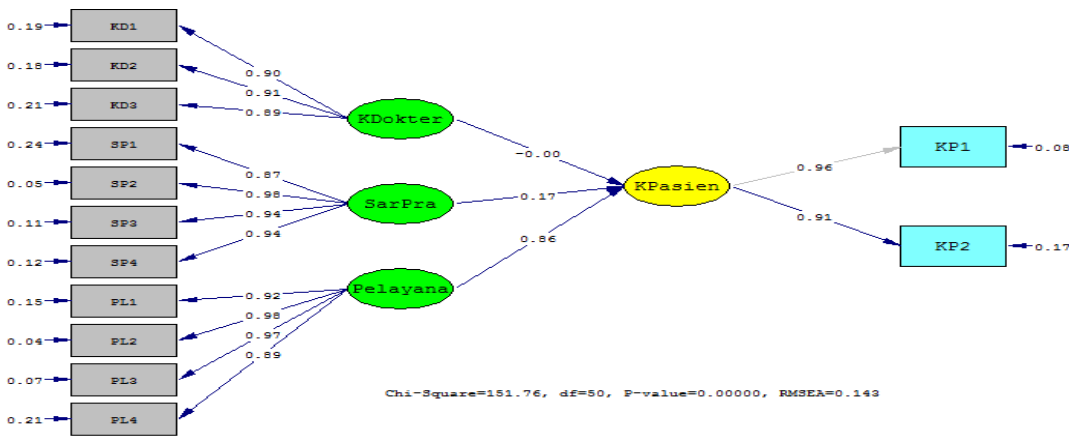 0.19 KD1
0.90
0.18 KD2
0.91
0.21 KD3
0.89
KDokter
0.24 SP1
-0.00
0.87
KP1 0.08
0.96
0.05 SP2
0.98
KPasien
SarPra
0.17
0.11 SP3
0.94
0.91
0.12 SP4
0.94
0.86
KP2 0.17
0.15 PL1
0.92
Pelayana
0.04 PL2
0.98
0.97
0.07 PL3
0.89
0.21 PL4
Chi-Square=151.76, df=50, P-value=0.00000, RMSEA=0.143